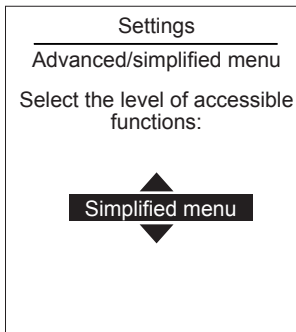 Settings
Advanced/simplified menu
Select the level of accessible
functions:
Simplified menu